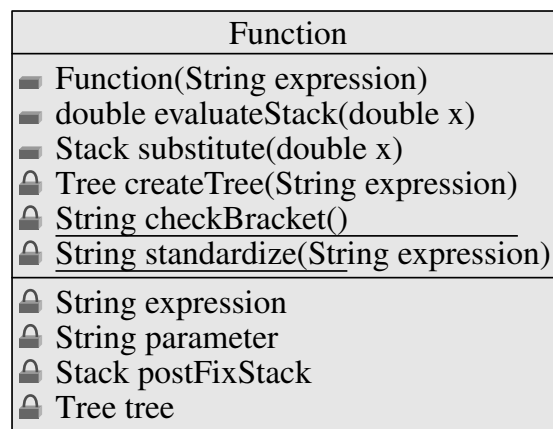 Function
Function(String expression)
double evaluateStack(double x)
Stack substitute(double x)
Tree createTree(String expression)
String checkBracket()
String standardize(String expression)
String expression
String parameter
Stack postFixStack
Tree tree